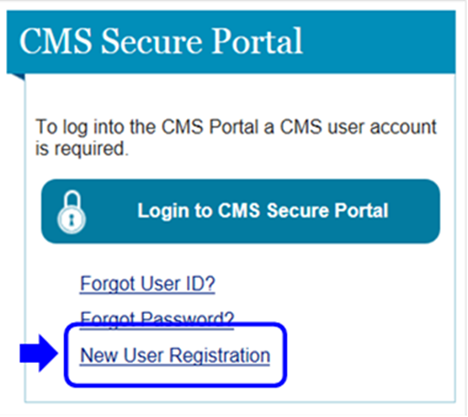 CMS Secure Portal
To log into the CMS Portal a CMS user account
is required.
Login to CMS Secure Portal
Forgot User ID?
Forgot Password?
New User Registration